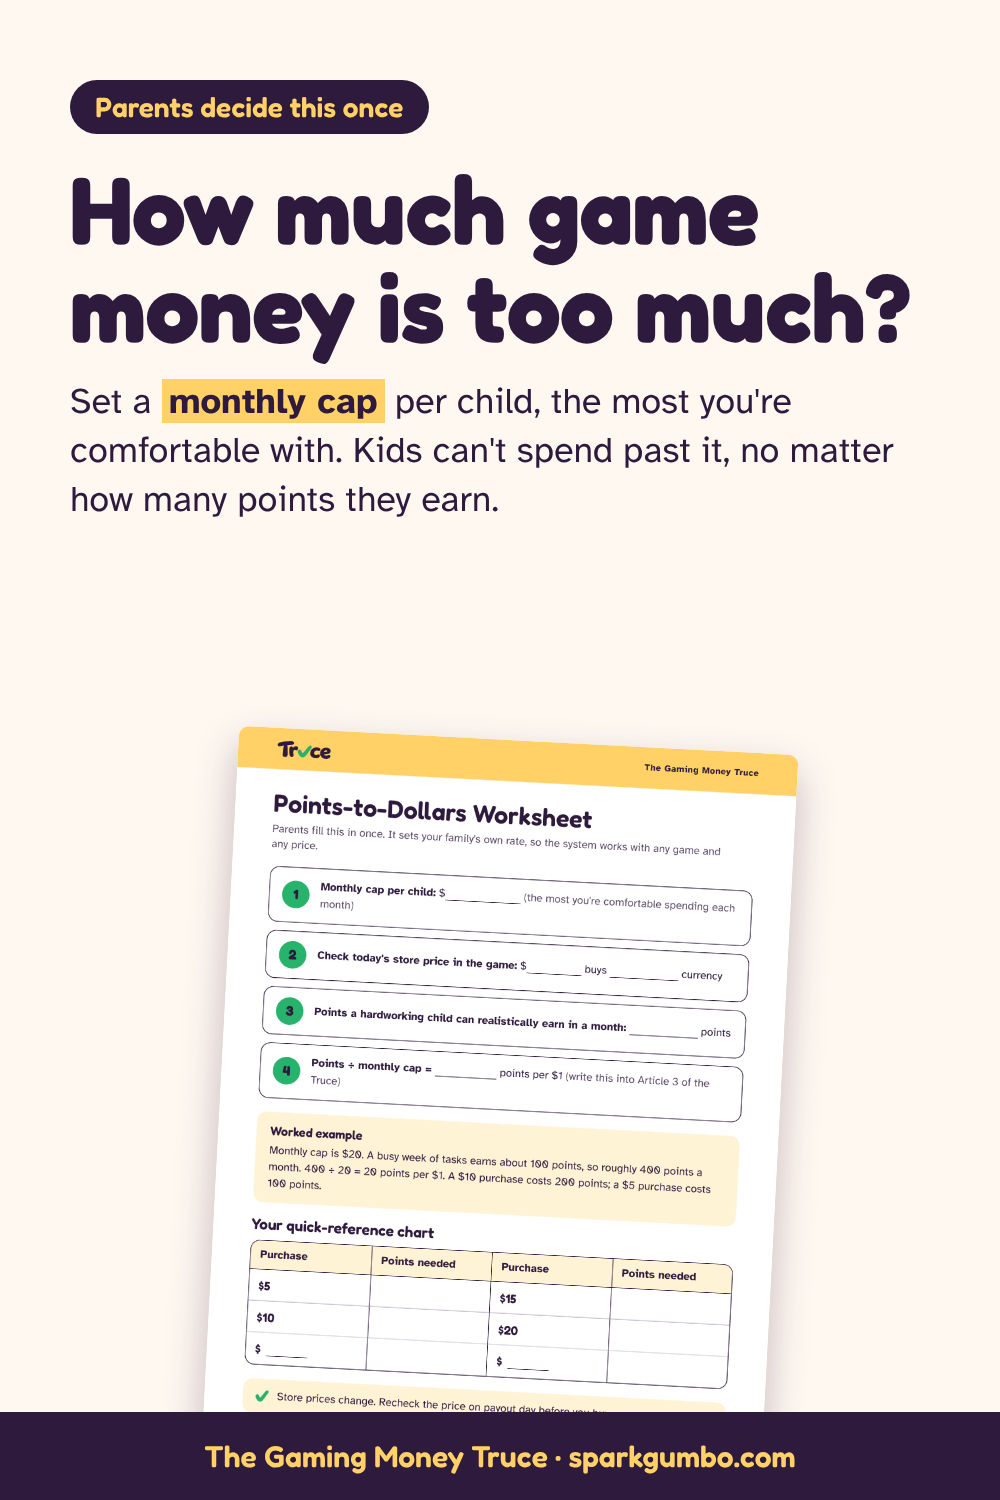 Parents decide this once
How much game
money is too much?
Set a monthly cap per child, the most you're
comfortable with. Kids can't spend past it, no matter
how many points they earn.
Truce
The Gaming Money Truce
Points-to-Dollars Worksheet
Parents fill this in once. It sets your family's own rate, so the system works with any game and
any price.
1
Monthly cap per child: $____________ (the most you're comfortable spending each
month)
2
Check today's store price in the game: $_________ buys ___________ currency
3
Points a hardworking child can realistically earn in a month: ___________ points
4
Points ÷ monthly cap = __________ points per $1 (write this into Article 3 of the
Truce)
Worked example
Monthly cap is $20. A busy week of tasks earns about 100 points, so roughly 400 points a
month. 400 ÷ 20 = 20 points per $1. A $10 purchase costs 200 points; a $5 purchase costs
100 points.
Your quick-reference chart
Purchase Points needed Purchase Points needed
$5 $15
$10 $20
$ ______ $ ______
Store prices change. Recheck the price on payout day before you
The Gaming Money Truce · sparkgumbo.com